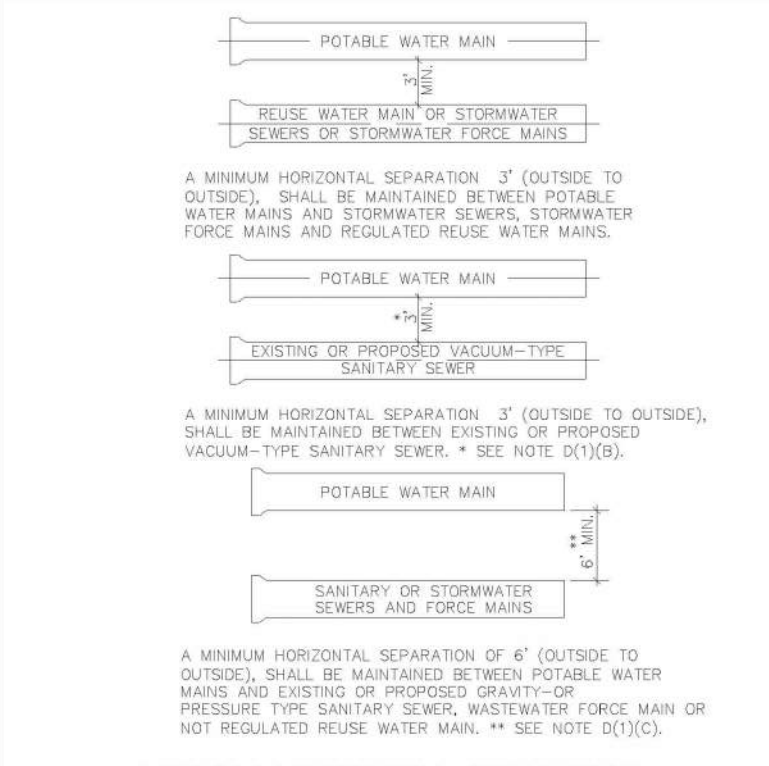 POTABLE WATER MAIN
3' MIN.
REUSE WATER MAIN OR STORMWATER
SEWERS OR STORMWATER FORCE MAINS
A MINIMUM HORIZONTAL SEPARATION 3' (OUTSIDE TO
OUTSIDE), SHALL BE MAINTAINED BETWEEN POTABLE
WATER MAINS AND STORMWATER SEWERS, STORMWATER
FORCE MAINS AND REGULATED REUSE WATER MAINS.
POTABLE WATER MAIN
* 3' MIN.
EXISTING OR PROPOSED VACUUM-TYPE
SANITARY SEWER
A MINIMUM HORIZONTAL SEPARATION 3' (OUTSIDE TO OUTSIDE),
SHALL BE MAINTAINED BETWEEN EXISTING OR PROPOSED
VACUUM-TYPE SANITARY SEWER. * SEE NOTE D(1)(B).
POTABLE WATER MAIN
** 6' MIN.
SANITARY OR STORMWATER
SEWERS AND FORCE MAINS
A MINIMUM HORIZONTAL SEPARATION OF 6' (OUTSIDE TO
OUTSIDE), SHALL BE MAINTAINED BETWEEN POTABLE WATER
MAINS AND EXISTING OR PROPOSED GRAVITY-OR
PRESSURE TYPE SANITARY SEWER, WASTEWATER FORCE MAIN OR
NOT REGULATED REUSE WATER MAIN. ** SEE NOTE D(1)(C).